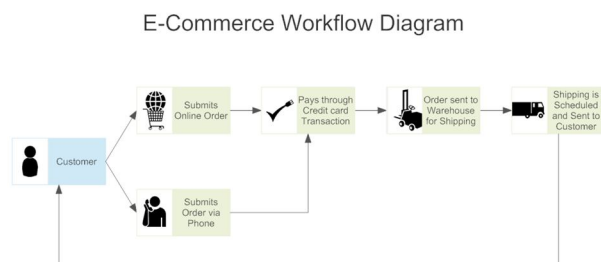 E-Commerce Workflow Diagram
Customer
Submits
Online Order
Submits
Order via
Phone
Pays through
Credit card
Transaction
Order sent to
Warehouse
for Shipping
Shipping is
Scheduled
and Sent to
Customer